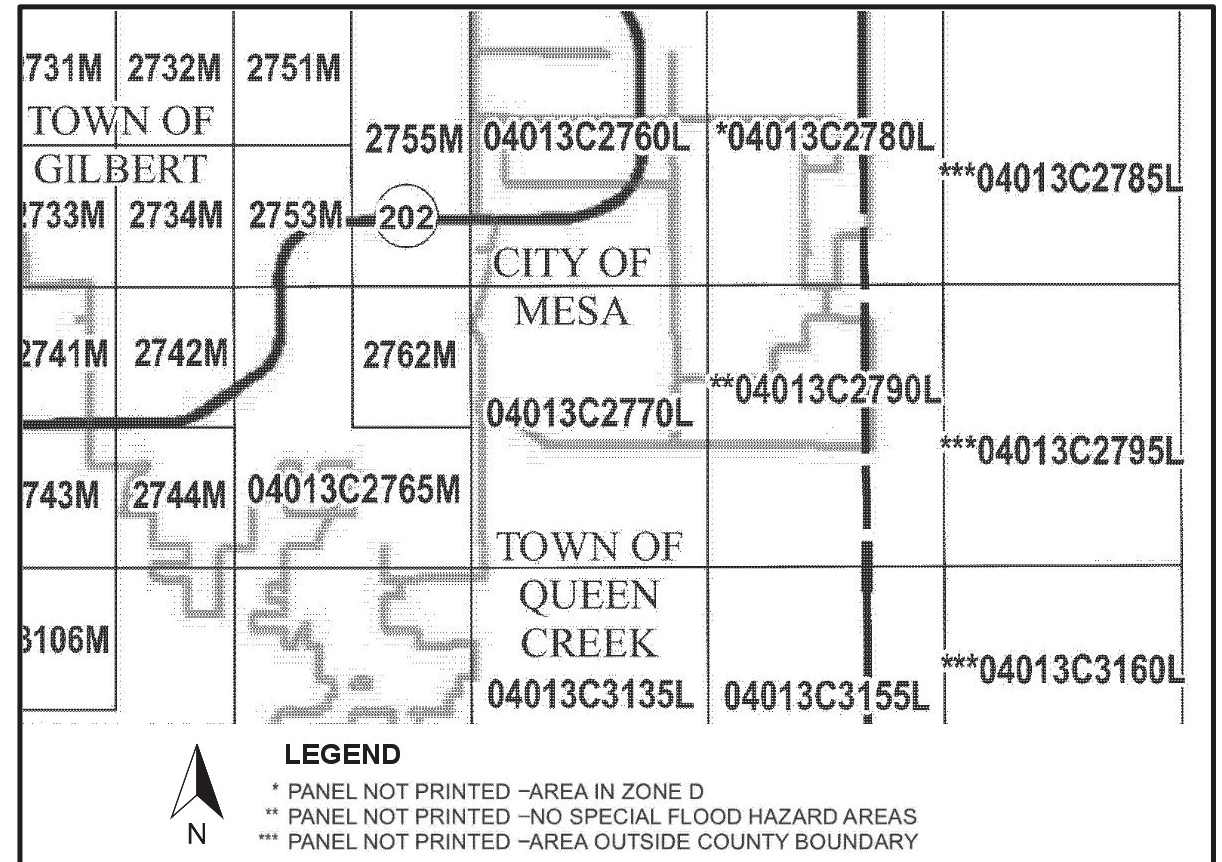 731M 2732M 2751M
TOWN OF
GILBERT
2755M 04013C2760L *04013C2780L
***04013C2785L
2733M 2734M 2753M 202
CITY OF
MESA
2741M 2742M 2762M
**04013C2790L
04013C2770L
***04013C2795L
743M 2744M 04013C2765M
TOWN OF
QUEEN
CREEK
3106M
***04013C3160L
04013C3135L 04013C3155L
LEGEND
* PANEL NOT PRINTED –AREA IN ZONE D
** PANEL NOT PRINTED –NO SPECIAL FLOOD HAZARD AREAS
*** PANEL NOT PRINTED –AREA OUTSIDE COUNTY BOUNDARY
N